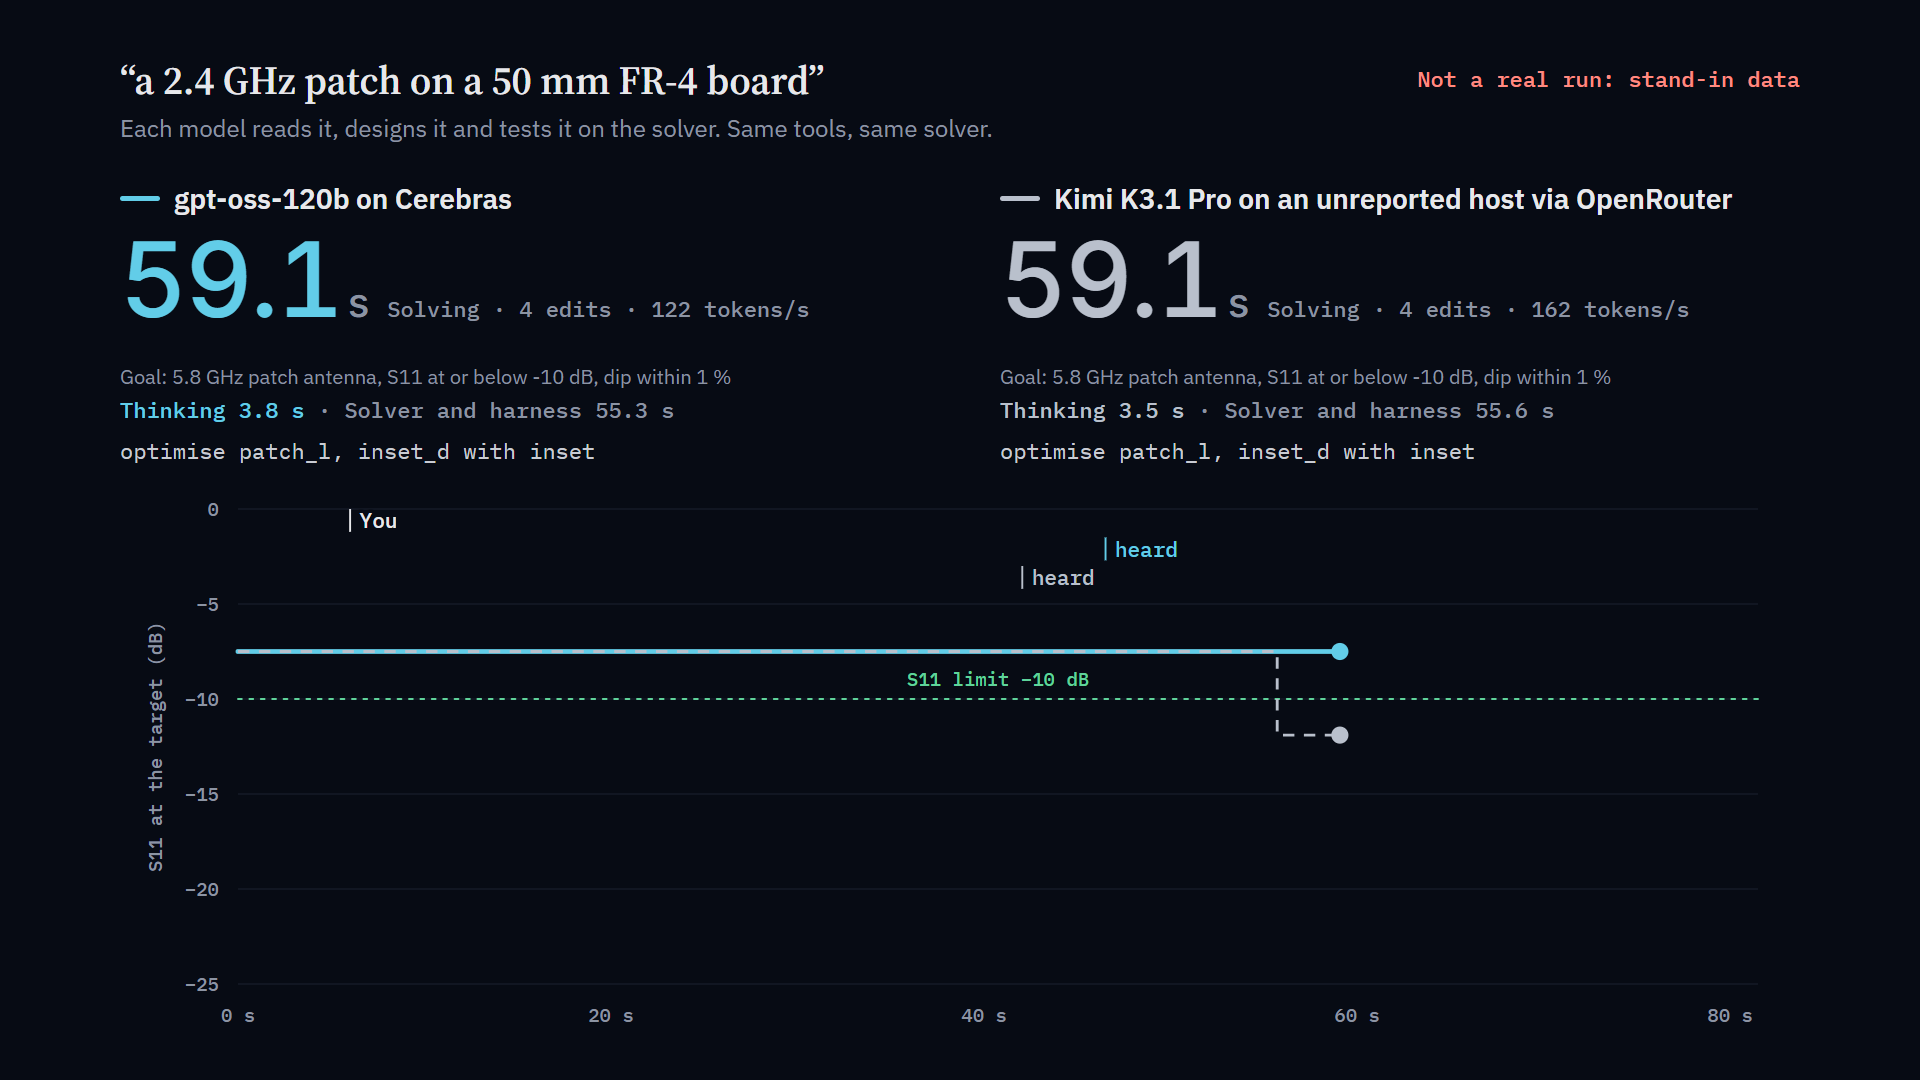 “a 2.4 GHz patch on a 50 mm FR-4 board”
Not a real run: stand-in data
Each model reads it, designs it and tests it on the solver. Same tools, same solver.
gpt-oss-120b on Cerebras
59.1 s Solving · 4 edits · 122 tokens/s
Goal: 5.8 GHz patch antenna, S11 at or below -10 dB, dip within 1 %
Thinking 3.8 s · Solver and harness 55.3 s
optimise patch_l, inset_d with inset
Kimi K3.1 Pro on an unreported host via OpenRouter
59.1 s Solving · 4 edits · 162 tokens/s
Goal: 5.8 GHz patch antenna, S11 at or below -10 dB, dip within 1 %
Thinking 3.5 s · Solver and harness 55.6 s
optimise patch_l, inset_d with inset
S11 at the target (dB)
0
−5
−10
−15
−20
−25
You
heard
heard
S11 limit −10 dB
0 s
20 s
40 s
60 s
80 s